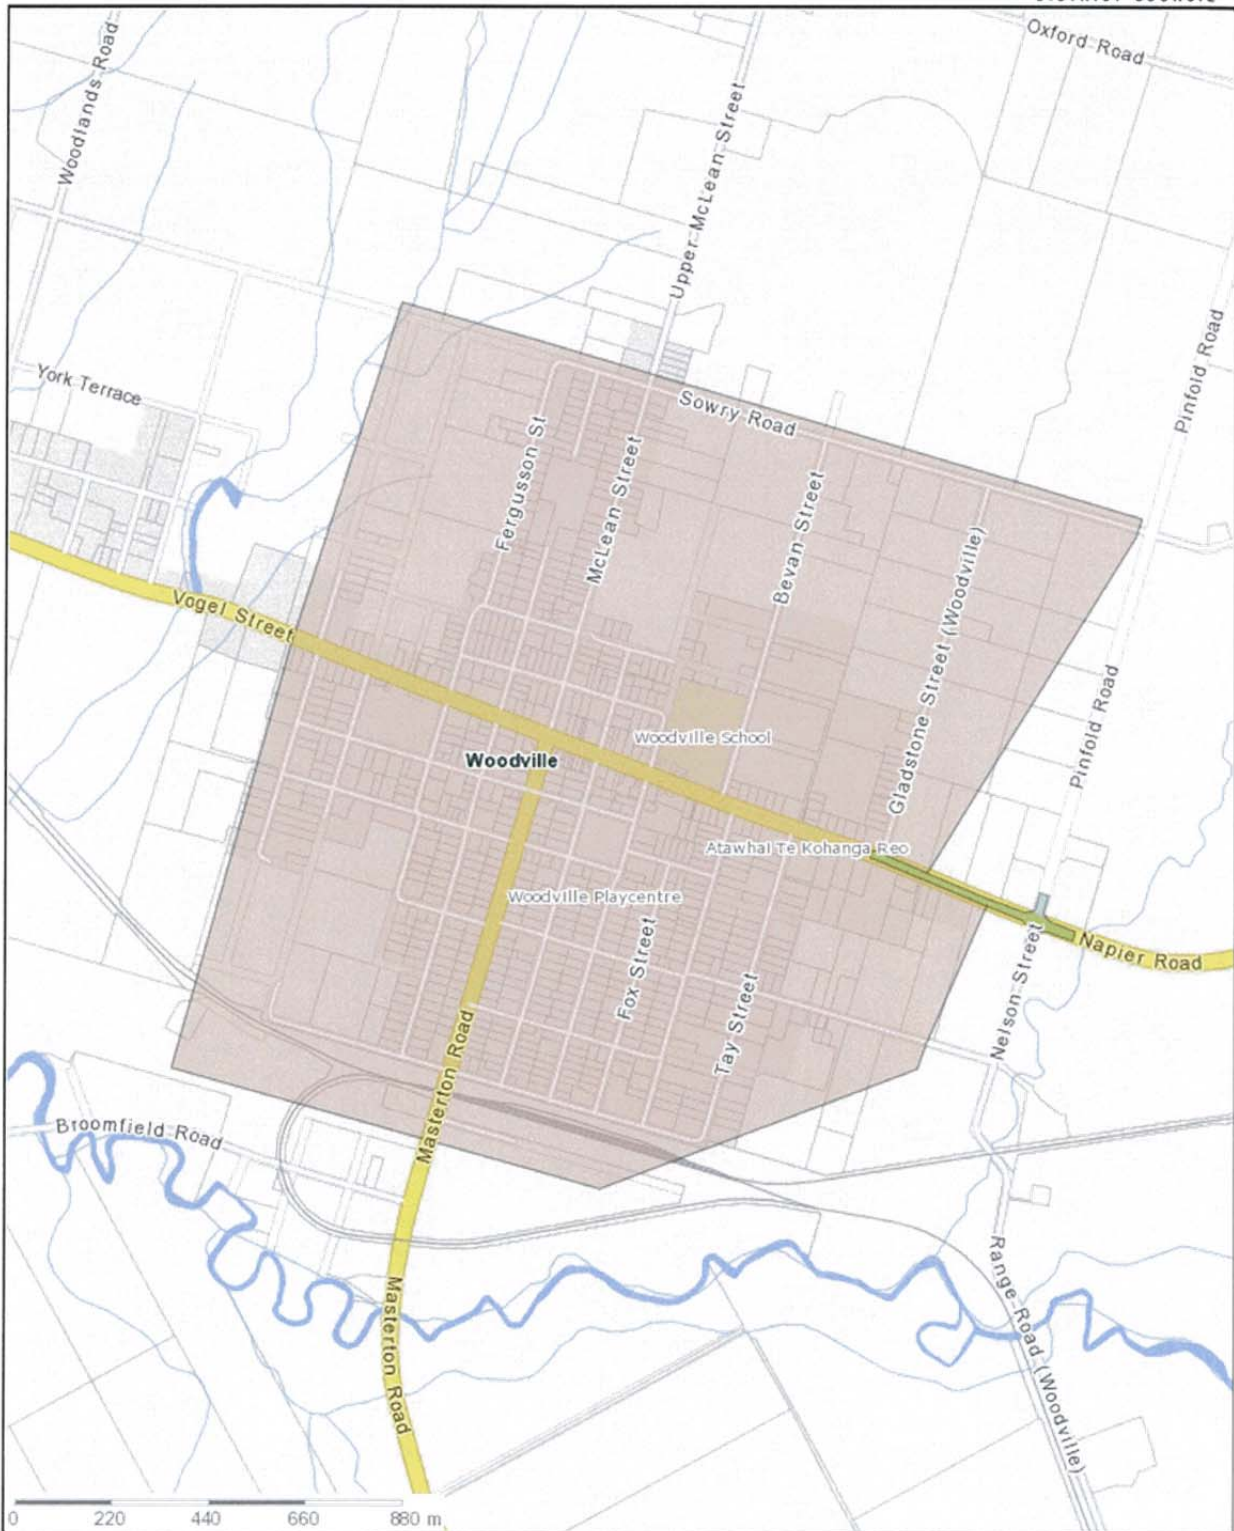 Oxford Road
Woodlands Road
Upper McLean Street
Pinfold Road
York Terrace
Sowry Road
Fergusson St
McLean Street
Bevan Street
Gladstone Street (Woodville)
Vogel Street
Pinfold Road
Woodville School
Woodville
Atawhai Te Kohanga Reo
Woodville Playcentre
Napier Road
Fox Street
Nelson Street
Tay Street
Masterton Road
Broomfield Road
Range Road (Woodville)
Masterton Road
0 220 440 660 880 m